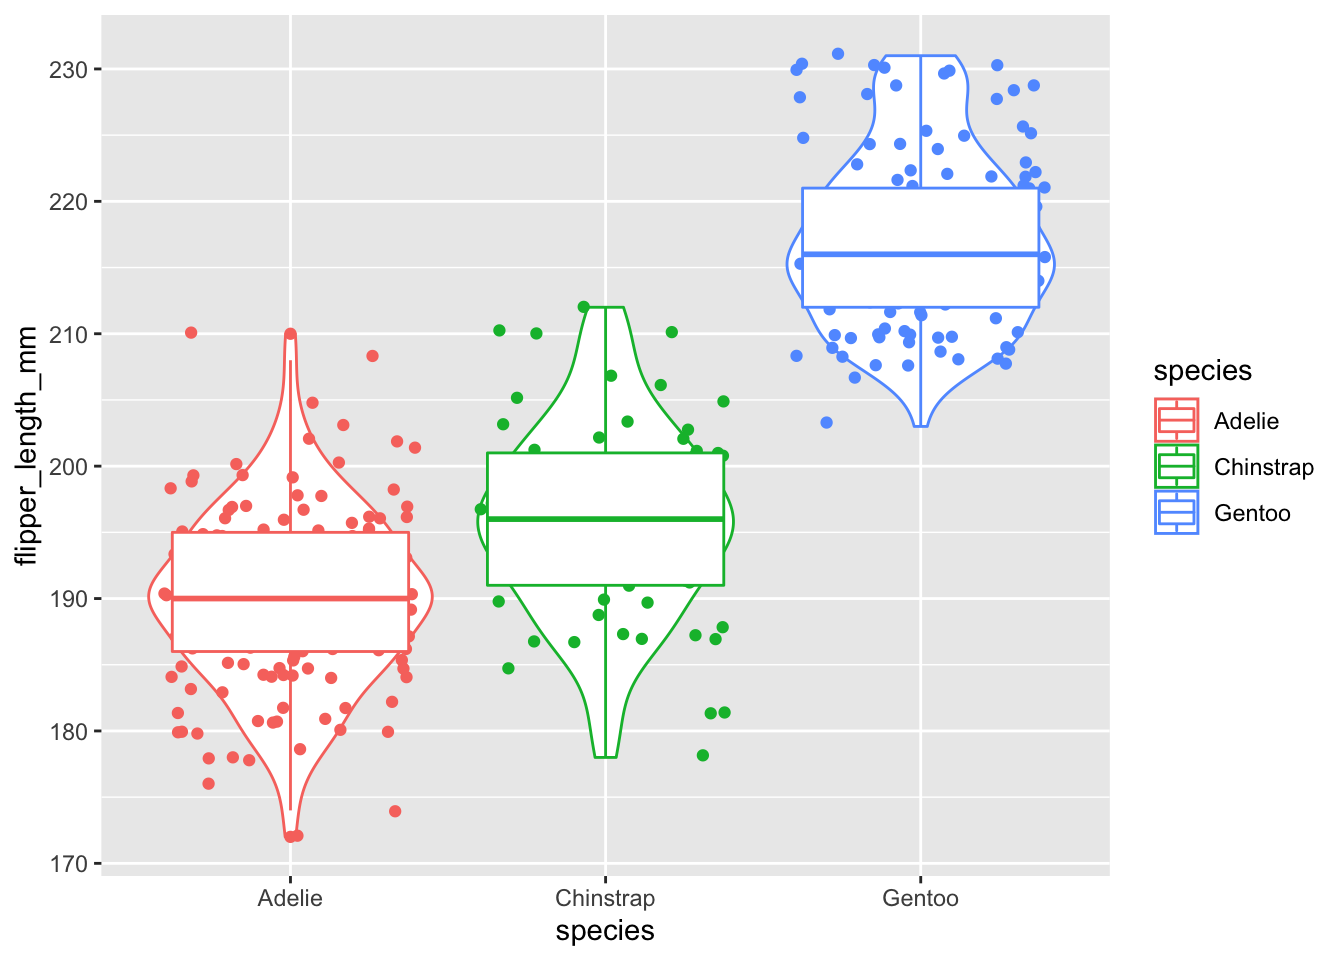 flipper_length_mm
230
220
210
200
190
180
170
Adelie
Chinstrap
Gentoo
species
species
Adelie
Chinstrap
Gentoo